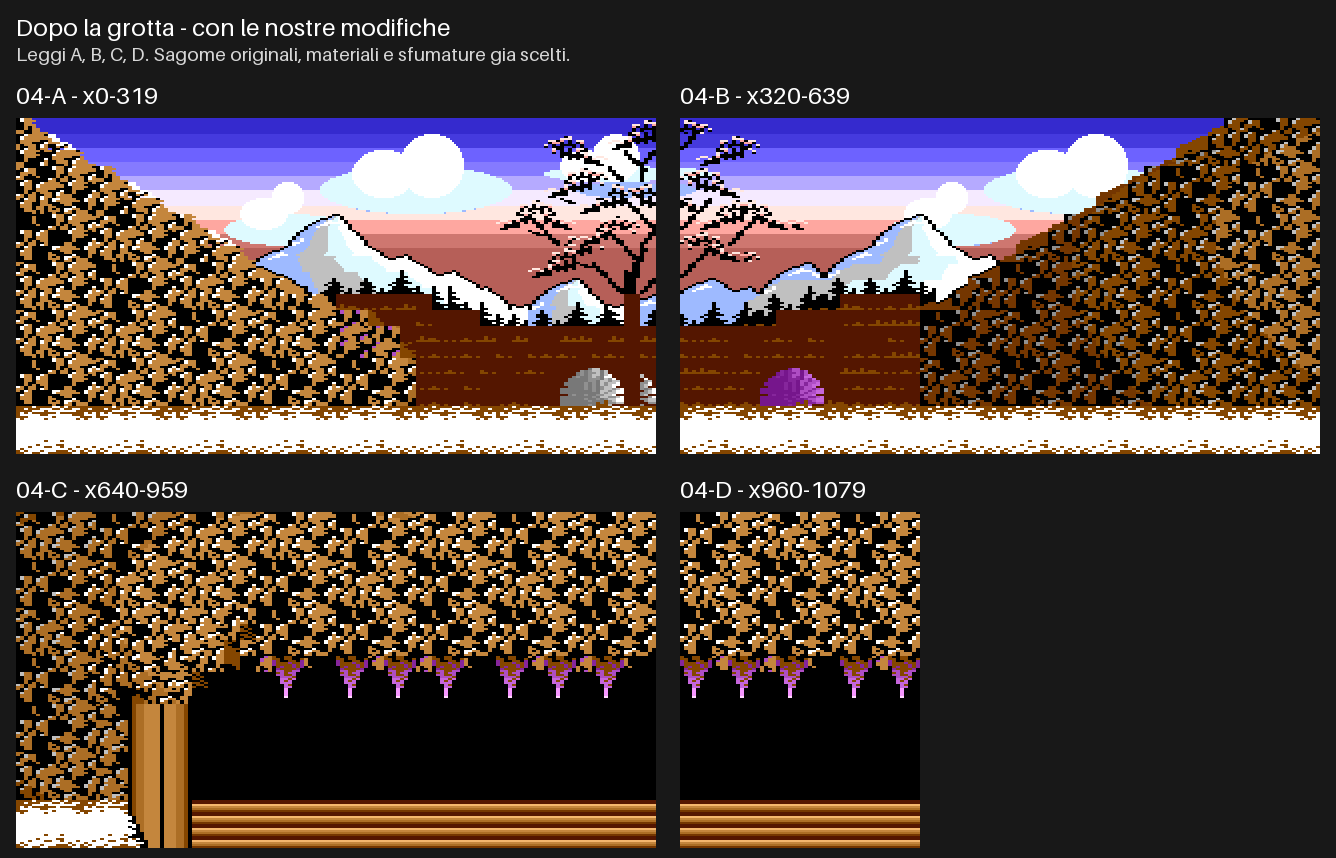 Dopo la grotta - con le nostre modifiche
Leggi A, B, C, D. Sagome originali, materiali e sfumature gia scelti.
04-A - x0-319
04-B - x320-639
04-C - x640-959
04-D - x960-1079